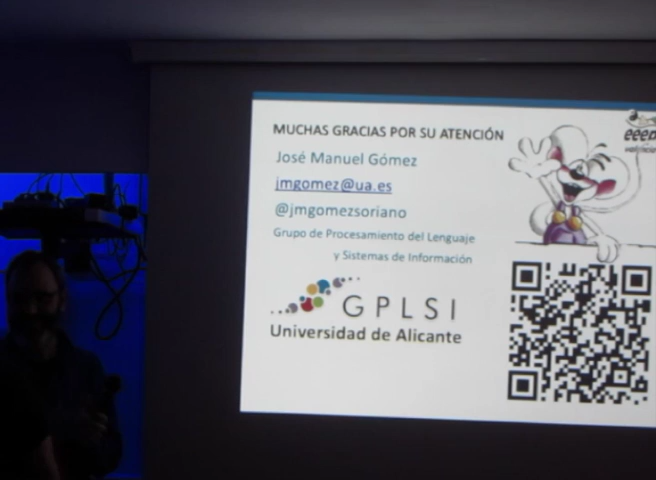 MUCHAS GRACIAS POR SU ATENCIÓN
José Manuel Gómez
jmgomez@ua.es
@jmgomezsoriano
Grupo de Procesamiento del Lenguaje
y Sistemas de Información
GPLSI
Universidad de Alicante